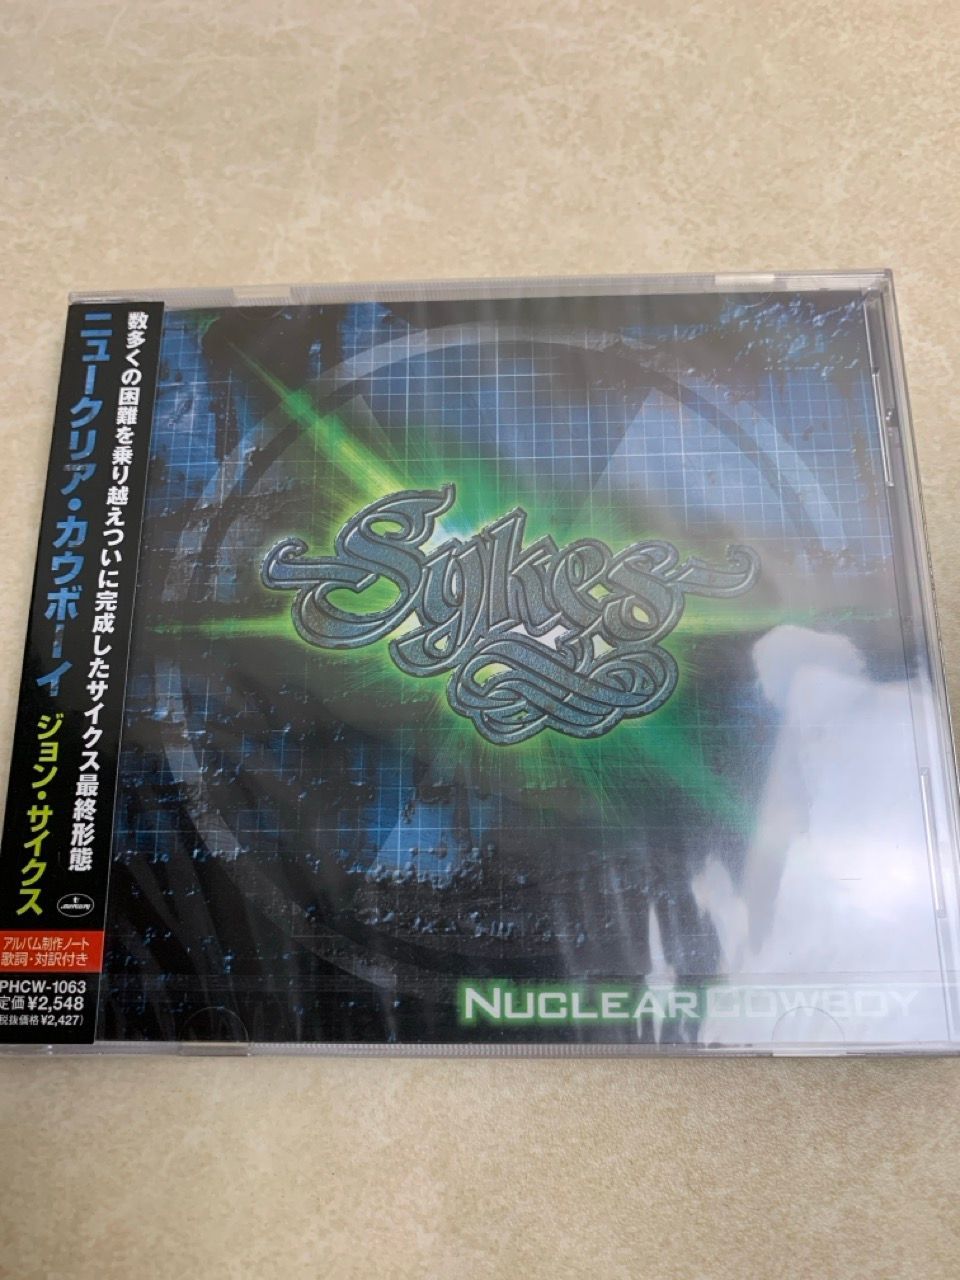 数多くの困難を乗り越えついに完成したサイクス最終形態
ニュークリア・カウボーイ
ジョン・サイクス
mercury
アルバム制作ノート
歌詞・対訳付き
PHCW-1063
定価¥2,548
税抜価格¥2,427)
Sykes
NUCLEAR COWBOY